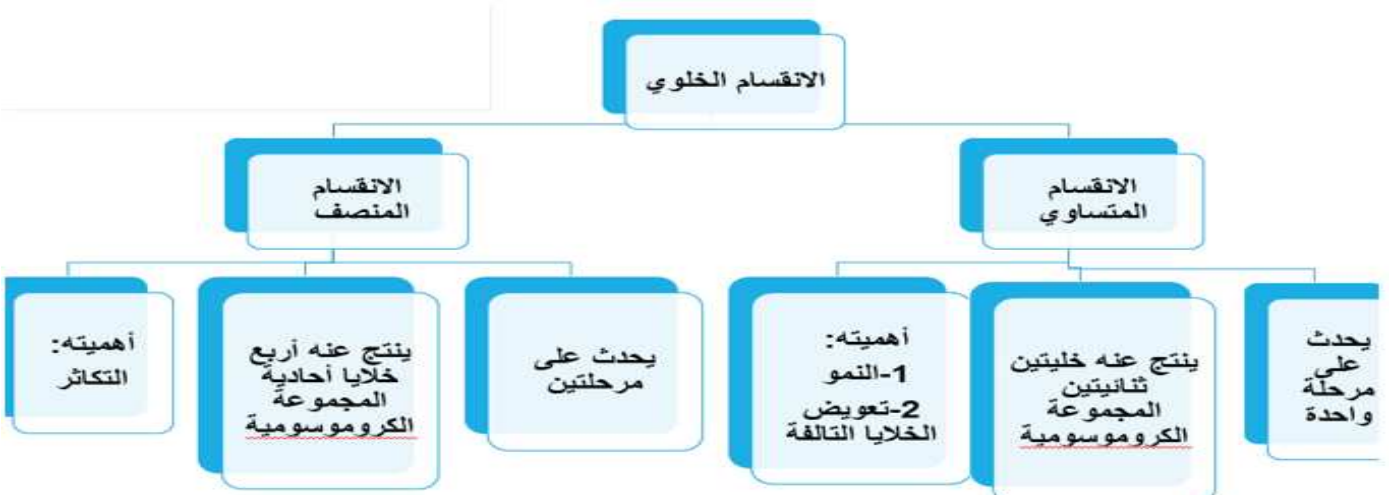 الانقسام الخلوي
الانقسام
المتساوي
الانقسام
المنصف
يحدث
على
مرحلة
واحدة
ينتج عنه خليتين
ثنائيتين
المجموعة
الكروموسومية
أهميته:
1-النمو
2-تعويض
الخلايا التالفة
يحدث على
مرحلتين
ينتج عنه أربع
خلايا أحادية
المجموعة
الكروموسومية
أهميته:
التكاثر